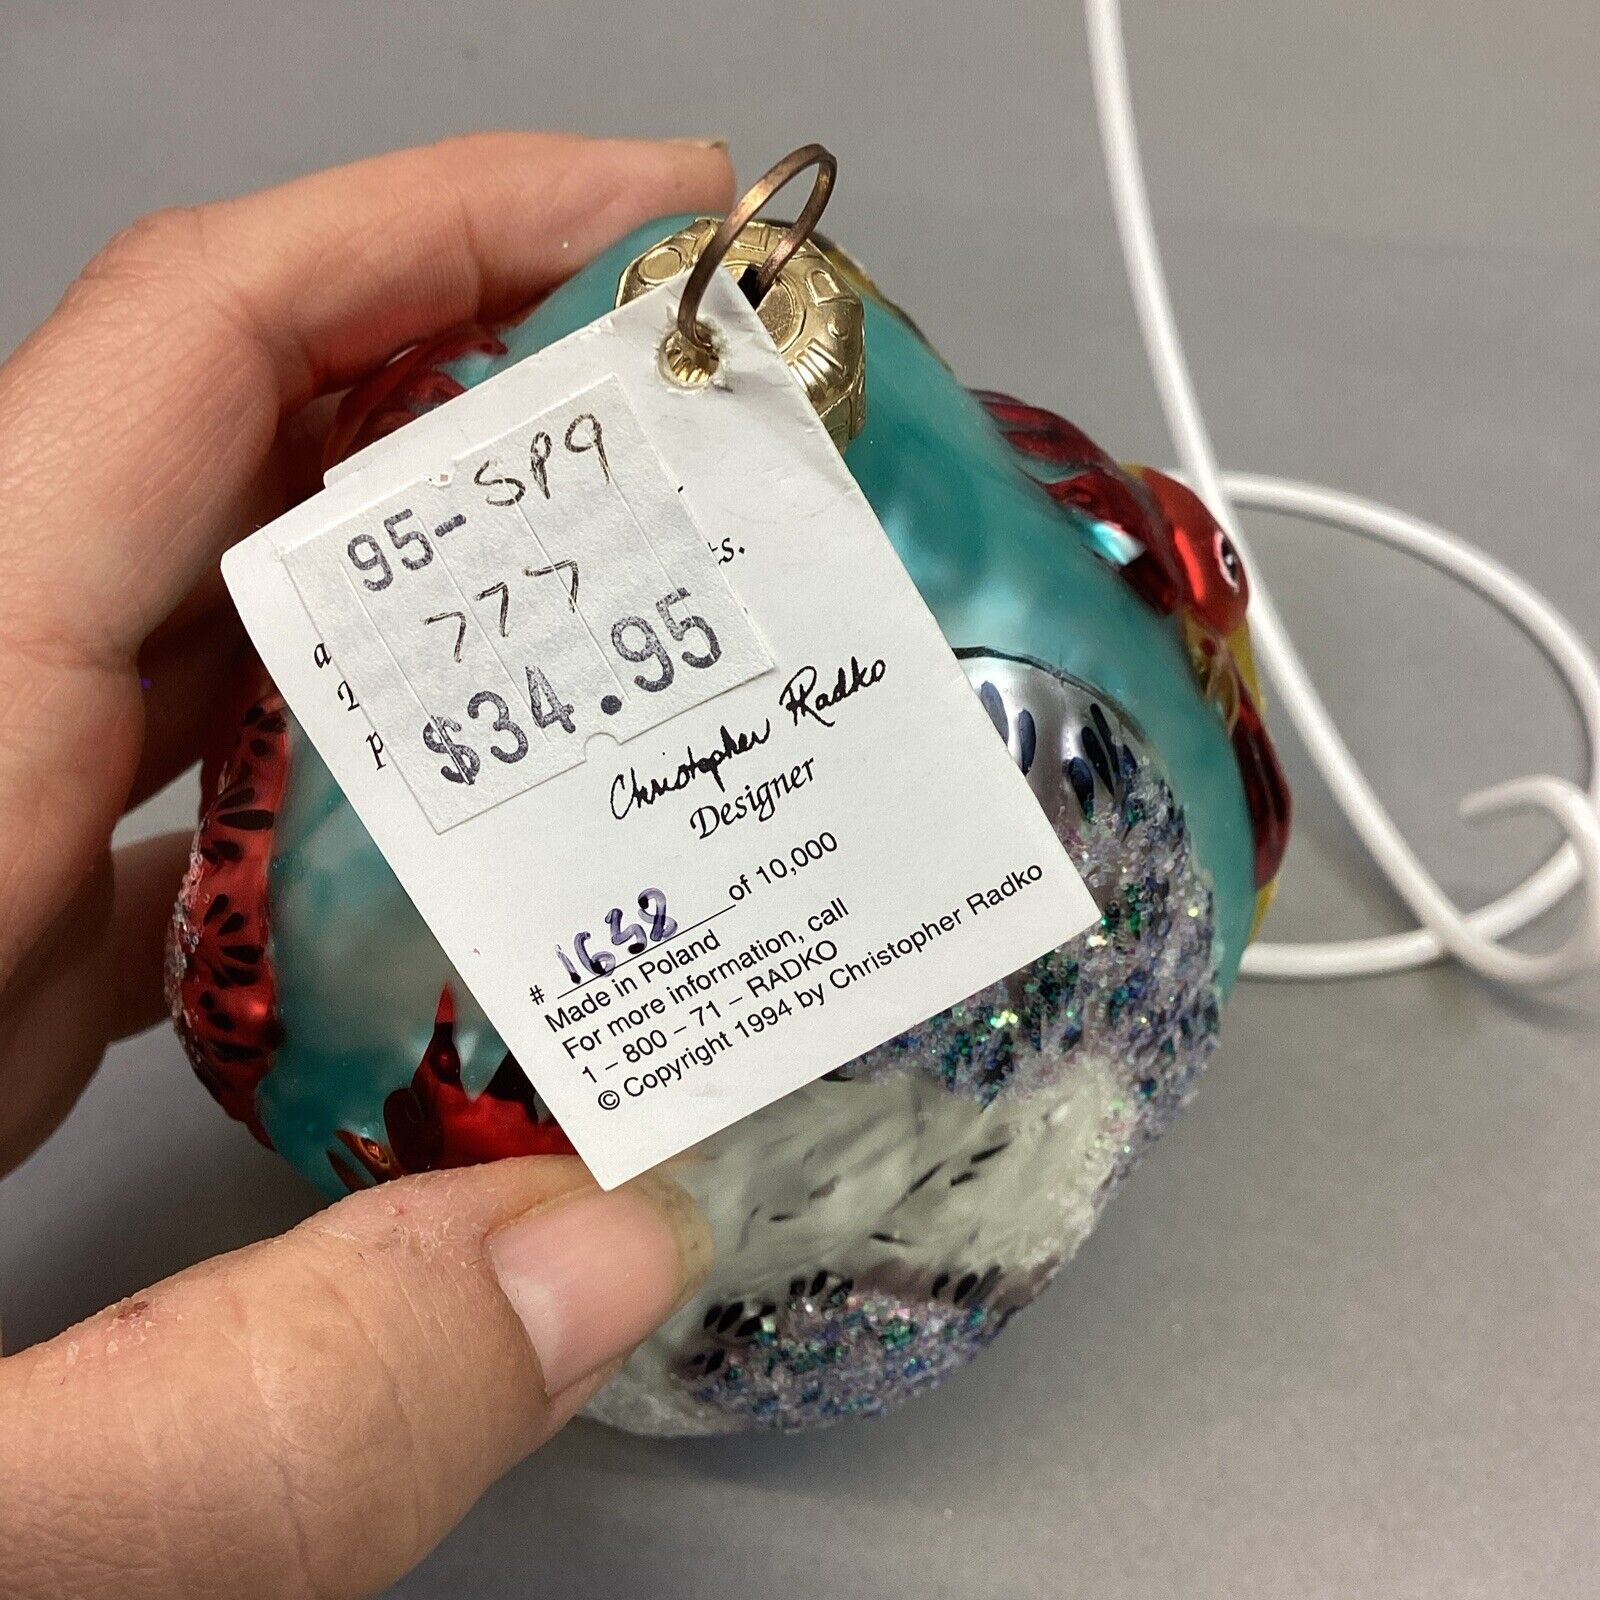 95-SP9
777
$34.95
ts.
a
p
Christopher Radko
Designer
# 1638 of 10,000
Made in Poland
For more information, call
1 – 800 – 71 – RADKO
© Copyright 1994 by Christopher Radko